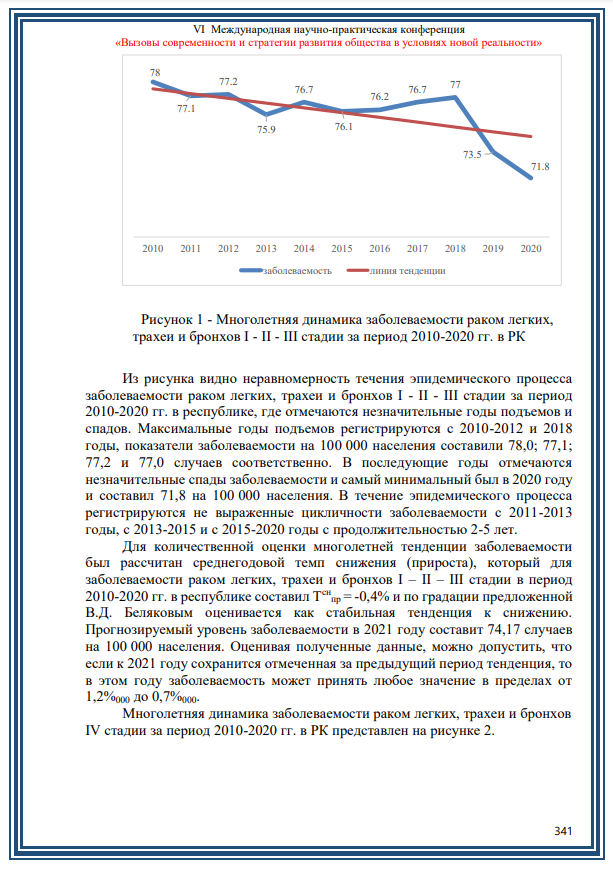 VI Международная научно-практическая конференция
«Вызовы современности и стратегии развития общества в условиях новой реальности»
78
77.1
77.2
75.9
76.7
76.1
76.2
76.7
77
73.5
71.8
2010 2011 2012 2013 2014 2015 2016 2017 2018 2019 2020
заболеваемость линия тенденции
Рисунок 1 - Многолетняя динамика заболеваемости раком легких,
трахеи и бронхов I - II - III стадии за период 2010-2020 гг. в РК
Из рисунка видно неравномерность течения эпидемического процесса
заболеваемости раком легких, трахеи и бронхов I - II - III стадии за период
2010-2020 гг. в республике, где отмечаются незначительные годы подъемов и
спадов. Максимальные годы подъемов регистрируются с 2010-2012 и 2018
годы, показатели заболеваемости на 100 000 населения составили 78,0; 77,1;
77,2 и 77,0 случаев соответственно. В последующие годы отмечаются
незначительные спады заболеваемости и самый минимальный был в 2020 году
и составил 71,8 на 100 000 населения. В течение эпидемического процесса
регистрируются не выраженные цикличности заболеваемости с 2011-2013
годы, с 2013-2015 и с 2015-2020 годы с продолжительностью 2-5 лет.
Для количественной оценки многолетней тенденции заболеваемости
был рассчитан среднегодовой темп снижения (прироста), который для
заболеваемости раком легких, трахеи и бронхов I – II – III стадии в период
2010-2020 гг. в республике составил Тснпр = -0,4% и по градации предложенной
В.Д. Беляковым оценивается как стабильная тенденция к снижению.
Прогнозируемый уровень заболеваемости в 2021 году составит 74,17 случаев
на 100 000 населения. Оценивая полученные данные, можно допустить, что
если к 2021 году сохранится отмеченная за предыдущий период тенденция, то
в этом году заболеваемость может принять любое значение в пределах от
1,2%000 до 0,7%000.
Многолетняя динамика заболеваемости раком легких, трахеи и бронхов
IV стадии за период 2010-2020 гг. в РК представлен на рисунке 2.
341